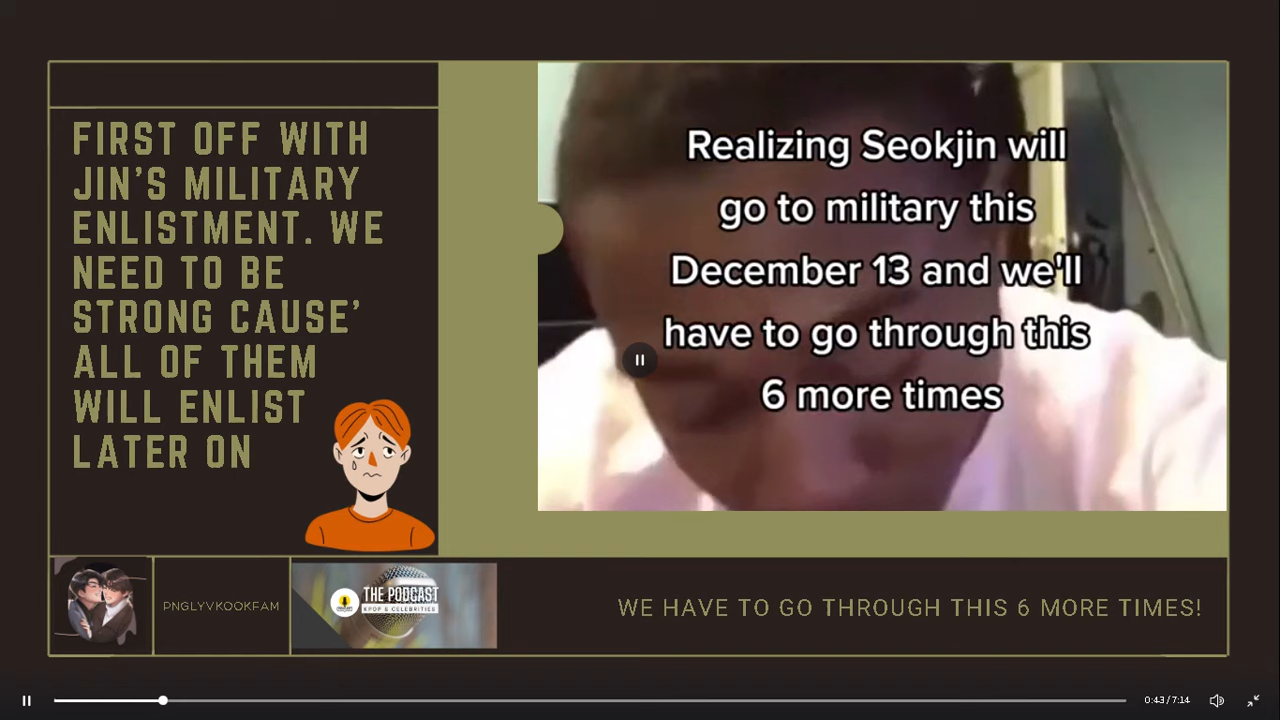 FIRST OFF WITH
JIN'S MILITARY
ENLISTMENT. WE
NEED TO BE
STRONG CAUSE'
ALL OF THEM
WILL ENLIST
LATER ON
Realizing Seokjin will
go to military this
December 13 and we'll
have to go through this
6 more times
PNGLYVKOOKFAM
THE PODCAST
KPOP & CELEBRITIES
WE HAVE TO GO THROUGH THIS 6 MORE TIMES!
0:43/7:14